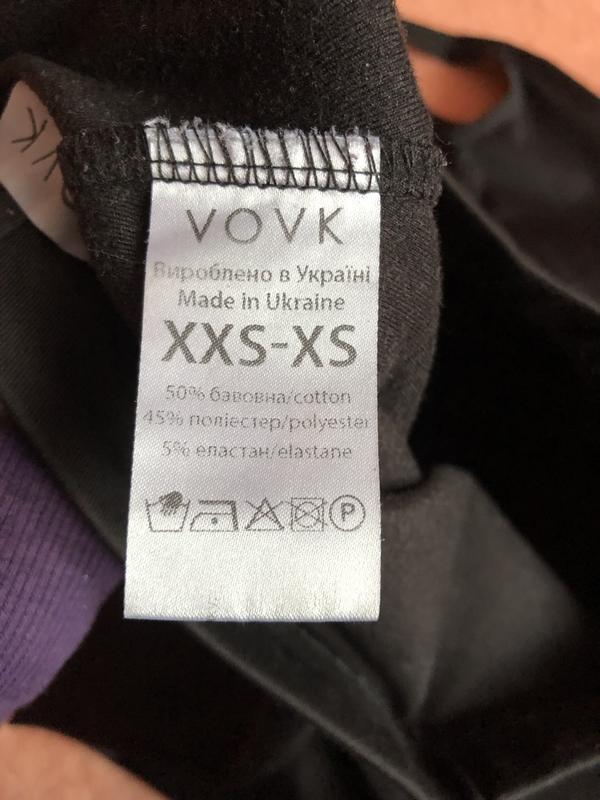 VOVK
Вироблено в Україні
Made in Ukraine
XXS-XS
50% бавовна/cotton
45% поліестер/polyester
5% еластан/elastane
P